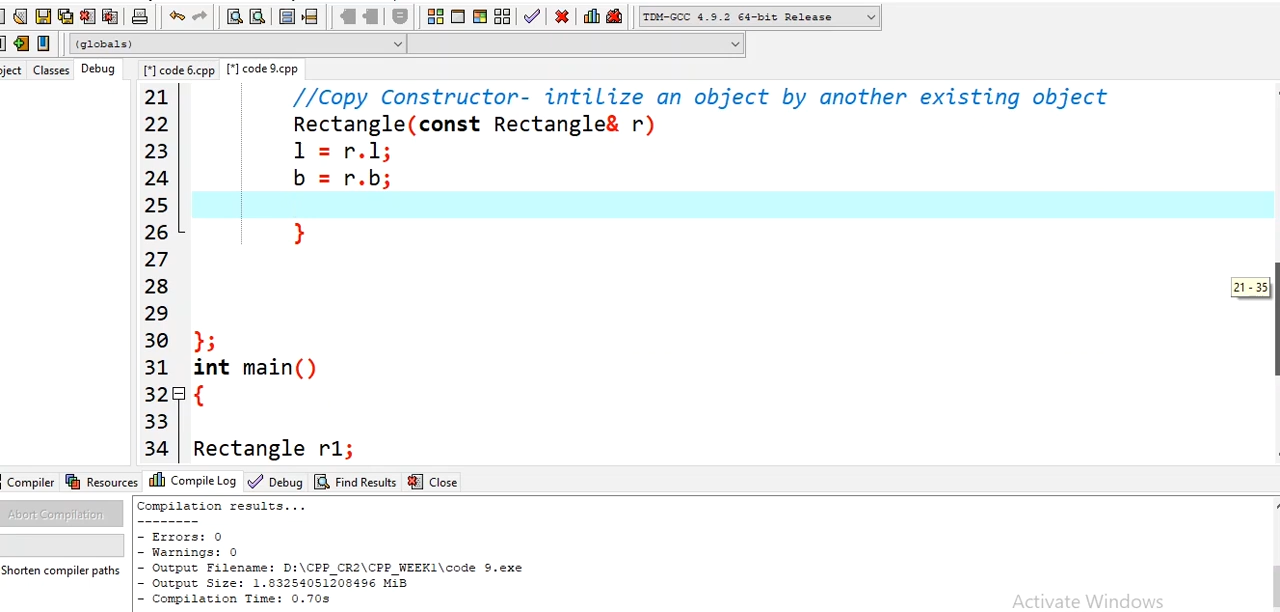 TDM-GCC 4.9.2 64-bit Release
(globals)
Classes Debug [*] code 6.cpp [*] code 9.cpp
21 //Copy Constructor- intilize an object by another existing object
22 Rectangle(const Rectangle& r)
23 l = r.l;
24 b = r.b;
25
26 }
27
28
21 - 35
29
30 };
31 int main()
32 {
33
34 Rectangle r1;
Compiler Resources Compile Log Debug Find Results Close
Abort Compilation
Shorten compiler paths
Compilation results...
--------
- Errors: 0
- Warnings: 0
- Output Filename: D:\CPP_CR2\CPP_WEEK1\code 9.exe
- Output Size: 1.83254051208496 MiB
- Compilation Time: 0.70s
Activate Windows